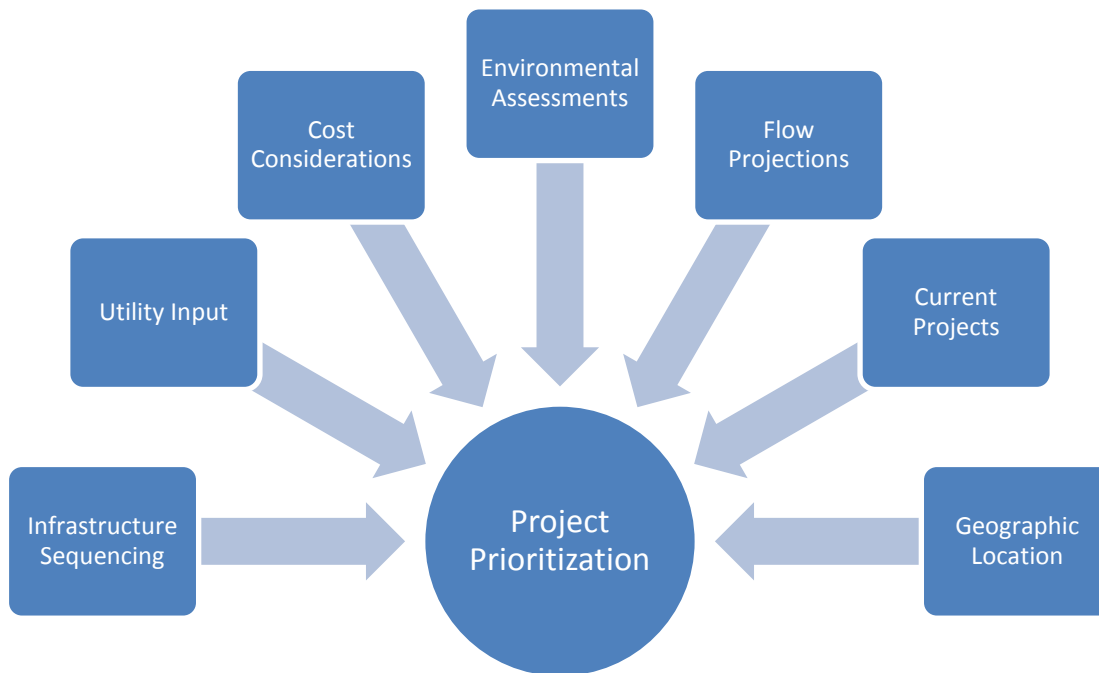 Environmental
Assessments
Cost
Considerations
Flow
Projections
Utility Input
Current
Projects
Infrastructure
Sequencing
Project
Prioritization
Geographic
Location